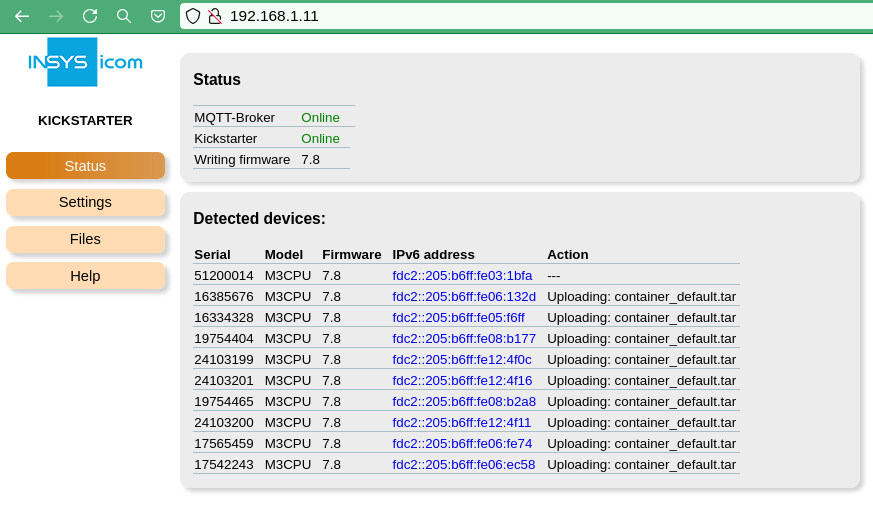 192.168.1.11
INSYS icom
KICKSTARTER
Status
Settings
Files
Help
Status
MQTT-Broker Online
Kickstarter Online
Writing firmware 7.8
Detected devices:
Serial Model Firmware IPv6 address Action
51200014 M3CPU 7.8 fdc2::205:b6ff:fe03:1bfa ---
16385676 M3CPU 7.8 fdc2::205:b6ff:fe06:132d Uploading: container_default.tar
16334328 M3CPU 7.8 fdc2::205:b6ff:fe05:f6ff Uploading: container_default.tar
19754404 M3CPU 7.8 fdc2::205:b6ff:fe08:b177 Uploading: container_default.tar
24103199 M3CPU 7.8 fdc2::205:b6ff:fe12:4f0c Uploading: container_default.tar
24103201 M3CPU 7.8 fdc2::205:b6ff:fe12:4f16 Uploading: container_default.tar
19754465 M3CPU 7.8 fdc2::205:b6ff:fe08:b2a8 Uploading: container_default.tar
24103200 M3CPU 7.8 fdc2::205:b6ff:fe12:4f11 Uploading: container_default.tar
17565459 M3CPU 7.8 fdc2::205:b6ff:fe06:fe74 Uploading: container_default.tar
17542243 M3CPU 7.8 fdc2::205:b6ff:fe06:ec58 Uploading: container_default.tar